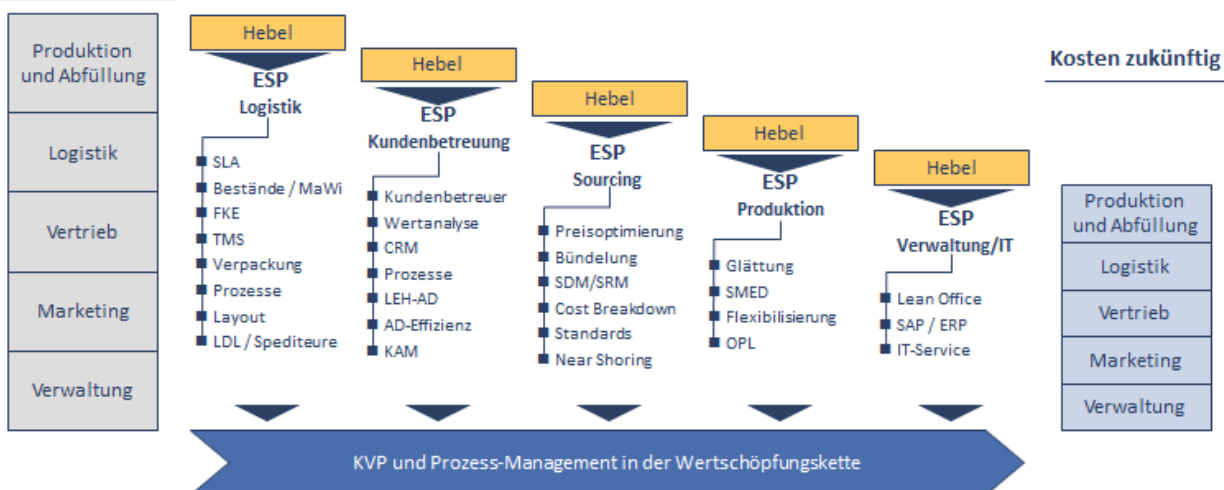 Produktion
und Abfüllung
Logistik
Vertrieb
Marketing
Verwaltung
Hebel
ESP
Logistik
SLA
Bestände / MaWi
FKE
TMS
Verpackung
Prozesse
Layout
LDL / Spediteure
Hebel
ESP
Kundenbetreuung
Kundenbetreuer
Wertanalyse
CRM
Prozesse
LEH-AD
AD-Effizienz
KAM
Hebel
ESP
Sourcing
Preisoptimierung
Bündelung
SDM/SRM
Cost Breakdown
Standards
Near Shoring
Hebel
ESP
Produktion
Glättung
SMED
Flexibilisierung
OPL
Hebel
ESP
Verwaltung/IT
Lean Office
SAP / ERP
IT-Service
Kosten zukünftig
Produktion
und Abfüllung
Logistik
Vertrieb
Marketing
Verwaltung
KVP und Prozess-Management in der Wertschöpfungskette